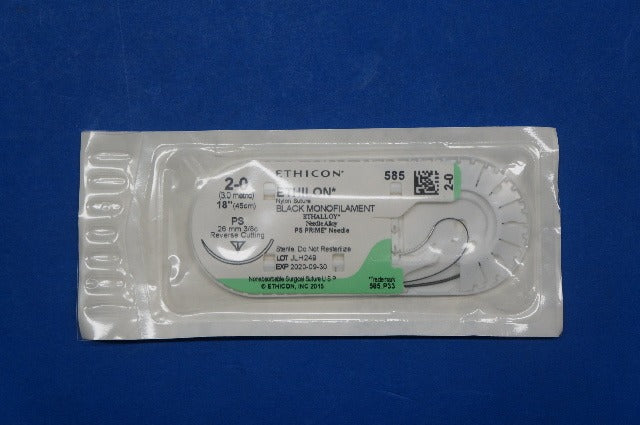 ETHICON®
585
2-0
(3.0 metric)
18"(45cm)
PS
26 mm 3/8c
Reverse Cutting
ETHILON*
Nylon Suture
BLACK MONOFILAMENT
ETHALLOY*
Needle Alloy
PS PRIME* Needle
2-0
Sterile. Do Not Resterilize
LOT JLH249
EXP 2020-09-30
Nonabsorbable Surgical Suture U.S.P.
© ETHICON, INC 2015
*Trademark
585 P33